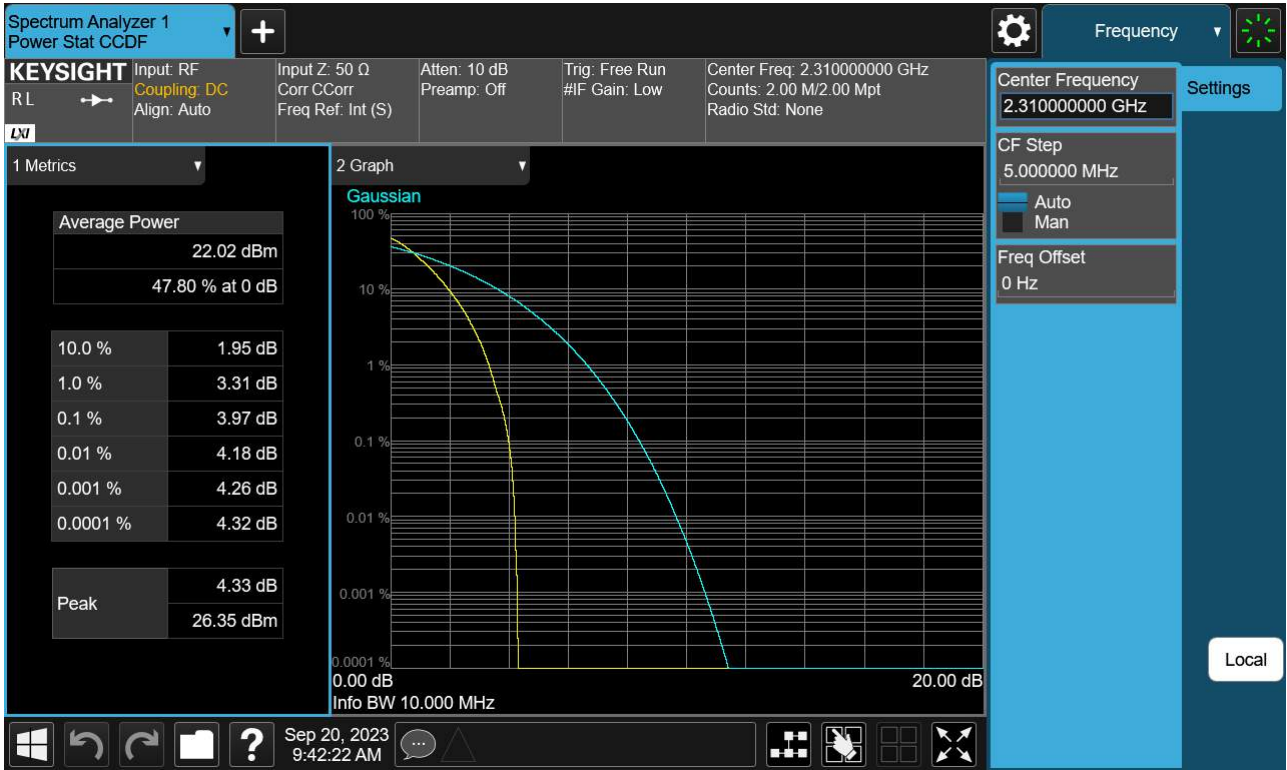 Spectrum Analyzer 1
Power Stat CCDF
+
Frequency
KEYSIGHT
R L
LXI
Input: RF
Coupling: DC
Align: Auto
Input Z: 50 Ω
Corr CCorr
Freq Ref: Int (S)
Atten: 10 dB
Preamp: Off
Trig: Free Run
#IF Gain: Low
Center Freq: 2.310000000 GHz
Counts: 2.00 M/2.00 Mpt
Radio Std: None
Center Frequency
2.310000000 GHz
Settings
CF Step
5.000000 MHz
Auto
Man
Freq Offset
0 Hz
Local
1 Metrics
Average Power
22.02 dBm
47.80 % at 0 dB
10.0 % 1.95 dB
1.0 % 3.31 dB
0.1 % 3.97 dB
0.01 % 4.18 dB
0.001 % 4.26 dB
0.0001 % 4.32 dB
Peak
4.33 dB
26.35 dBm
2 Graph
Gaussian
100 %
10 %
1 %
0.1 %
0.01 %
0.001 %
0.0001 %
0.00 dB 20.00 dB
Info BW 10.000 MHz
?
Sep 20, 2023
9:42:22 AM